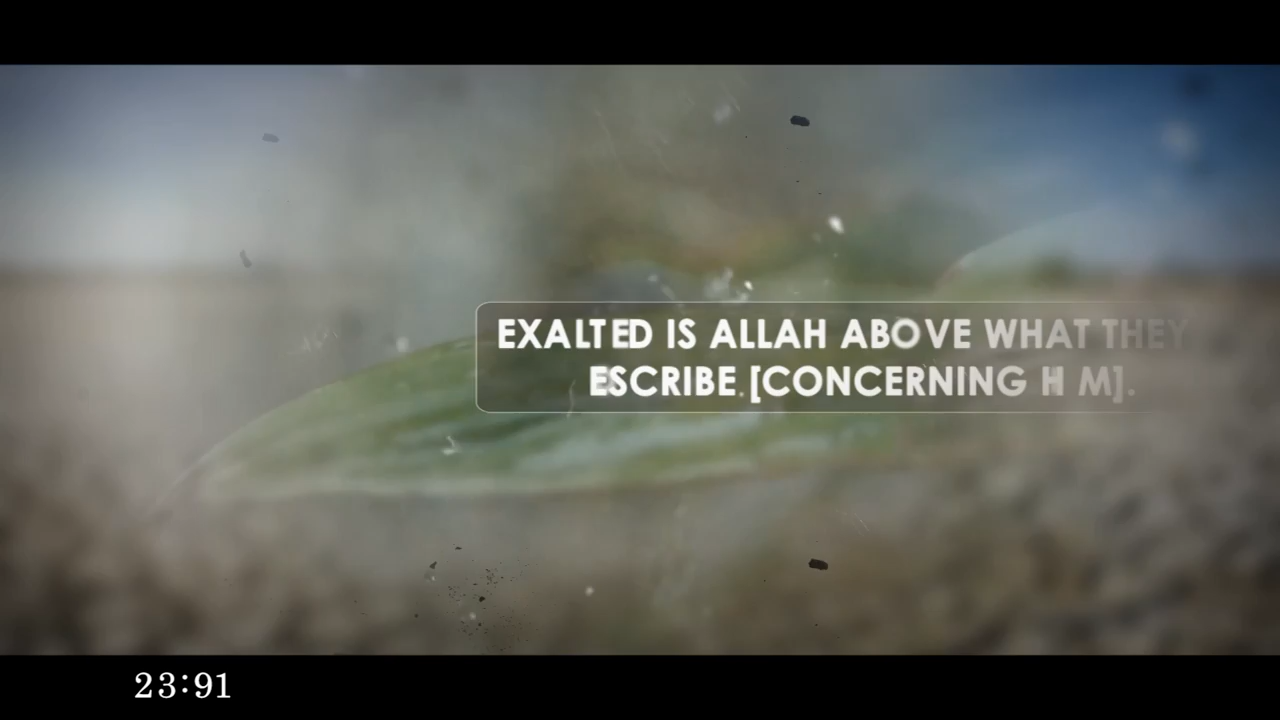 EXALTED IS ALLAH ABOVE WHAT THEY
ESCRIBE [CONCERNING H M].
23:91